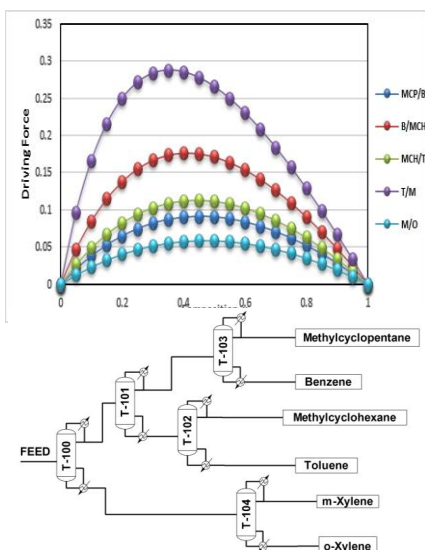 0.35
0.3
0.25
0.2
0.15
0.1
0.05
0
Driving Force
0 0.2 0.4 0.6 0.8 1
MCP/B
B/MCH
MCH/T
T/M
M/O
T-103
Methylcyclopentane
Benzene
T-101
T-102
Methylcyclohexane
Toluene
FEED
T-100
T-104
m-Xylene
o-Xylene